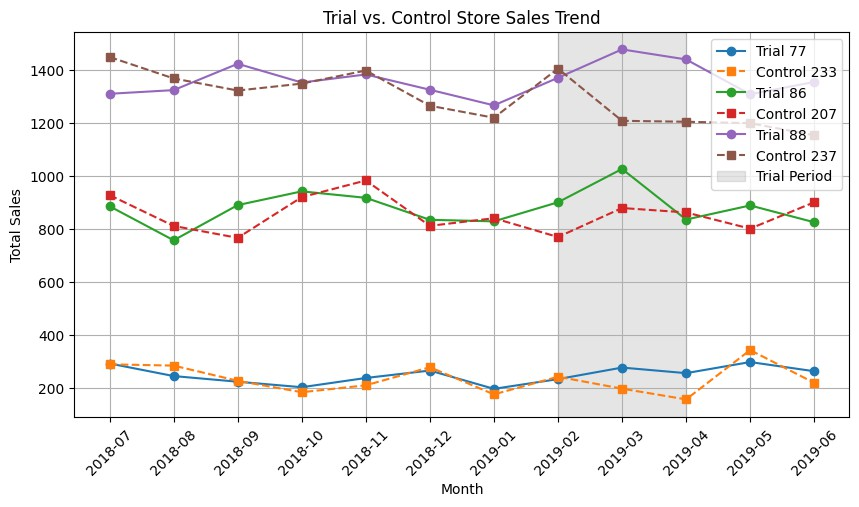 Trial vs. Control Store Sales Trend
Total Sales
1400
1200
1000
800
600
400
200
Trial 77
Control 233
Trial 86
Control 207
Trial 88
Control 237
Trial Period
2018-07
2018-08
2018-09
2018-10
2018-11
2018-12
2019-01
2019-02
2019-03
2019-04
2019-05
2019-06
Month